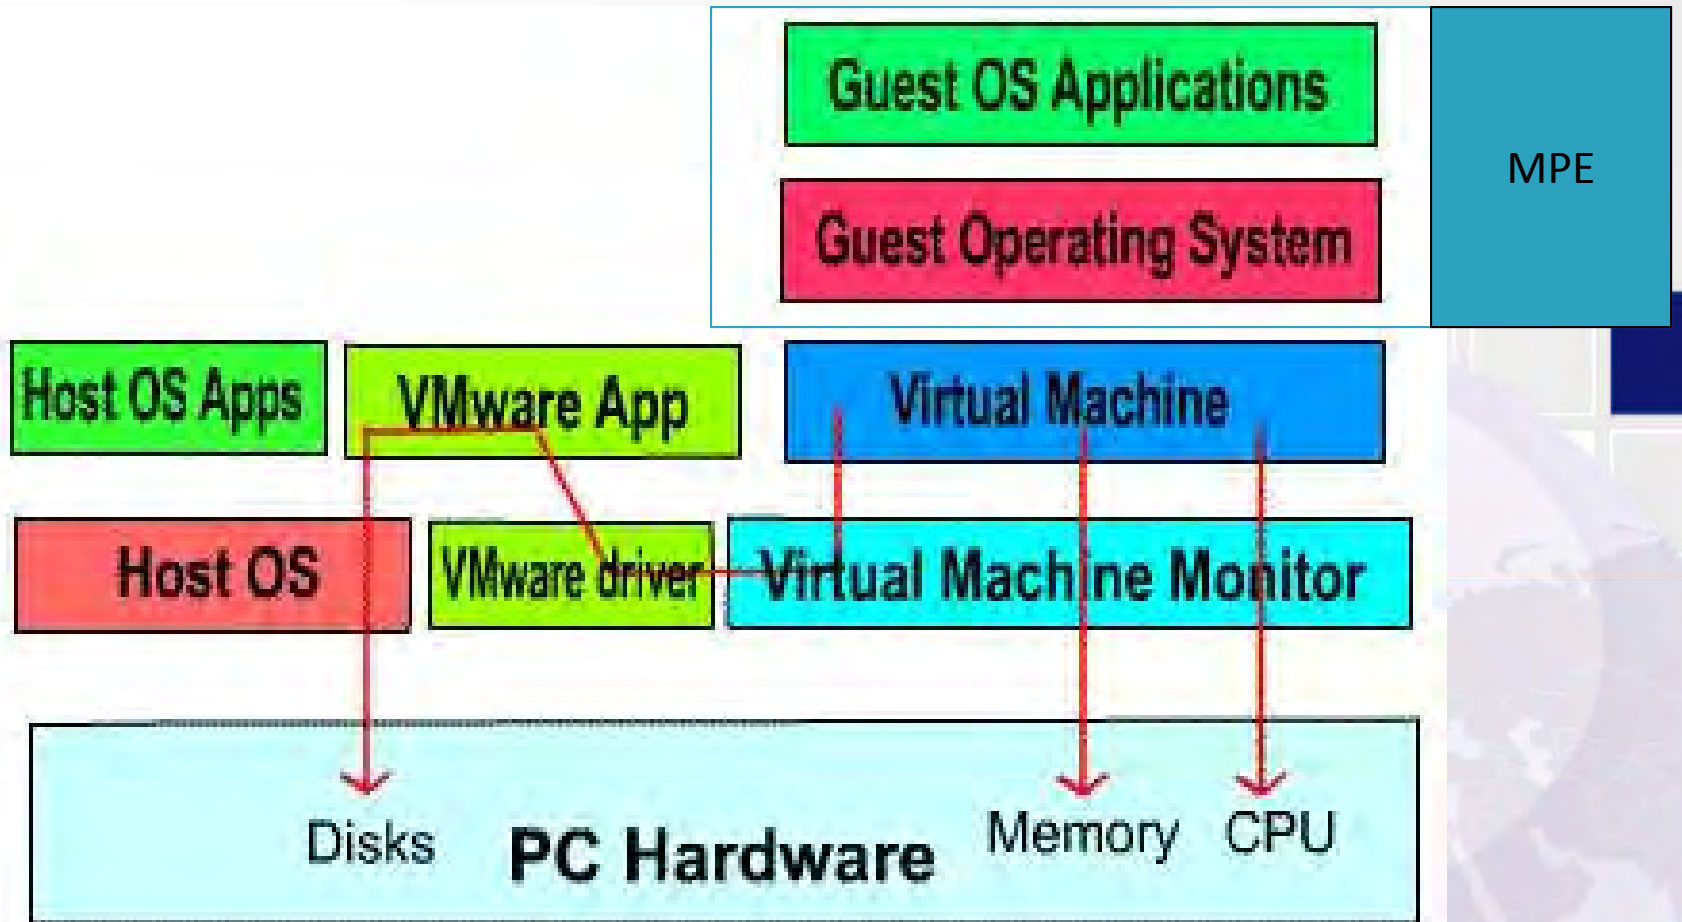 Guest OS Applications
MPE
Guest Operating System
Host OS Apps
VMware App
Virtual Machine
Host OS
VMware driver
Virtual Machine Monitor
Disks
PC Hardware
Memory
CPU